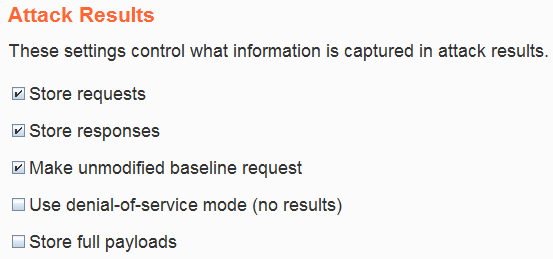 Attack Results
These settings control what information is captured in attack results.
Store requests
Store responses
Make unmodified baseline request
Use denial-of-service mode (no results)
Store full payloads